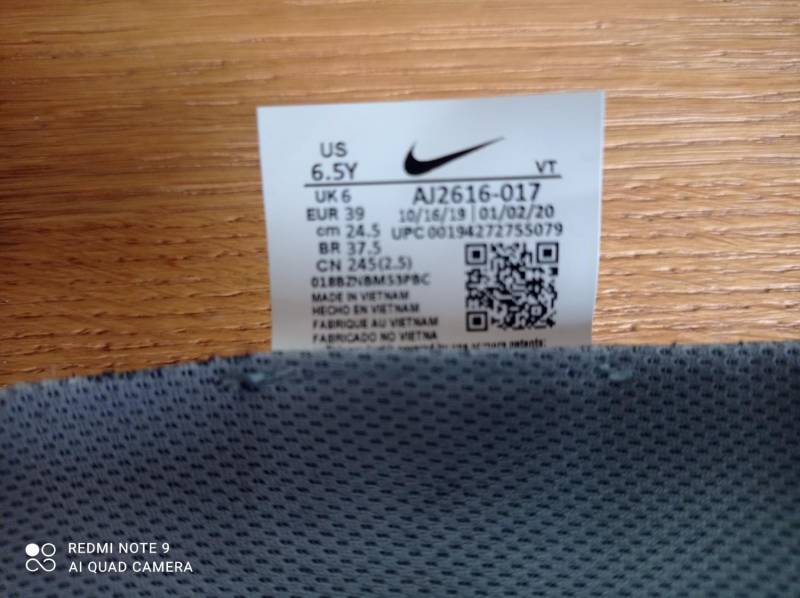 US
6.5Y
VT
UK 6
AJ2616-017
EUR 39
10/16/19 | 01/02/20
cm 24.5
UPC 00194272755079
BR 37.5
CN 245(2.5)
MADE IN VIETNAM
HECHO EN VIETNAM
FABRIQUE AU VIETNAM
FABRICADO NO VIETNA
REDMI NOTE 9
AI QUAD CAMERA